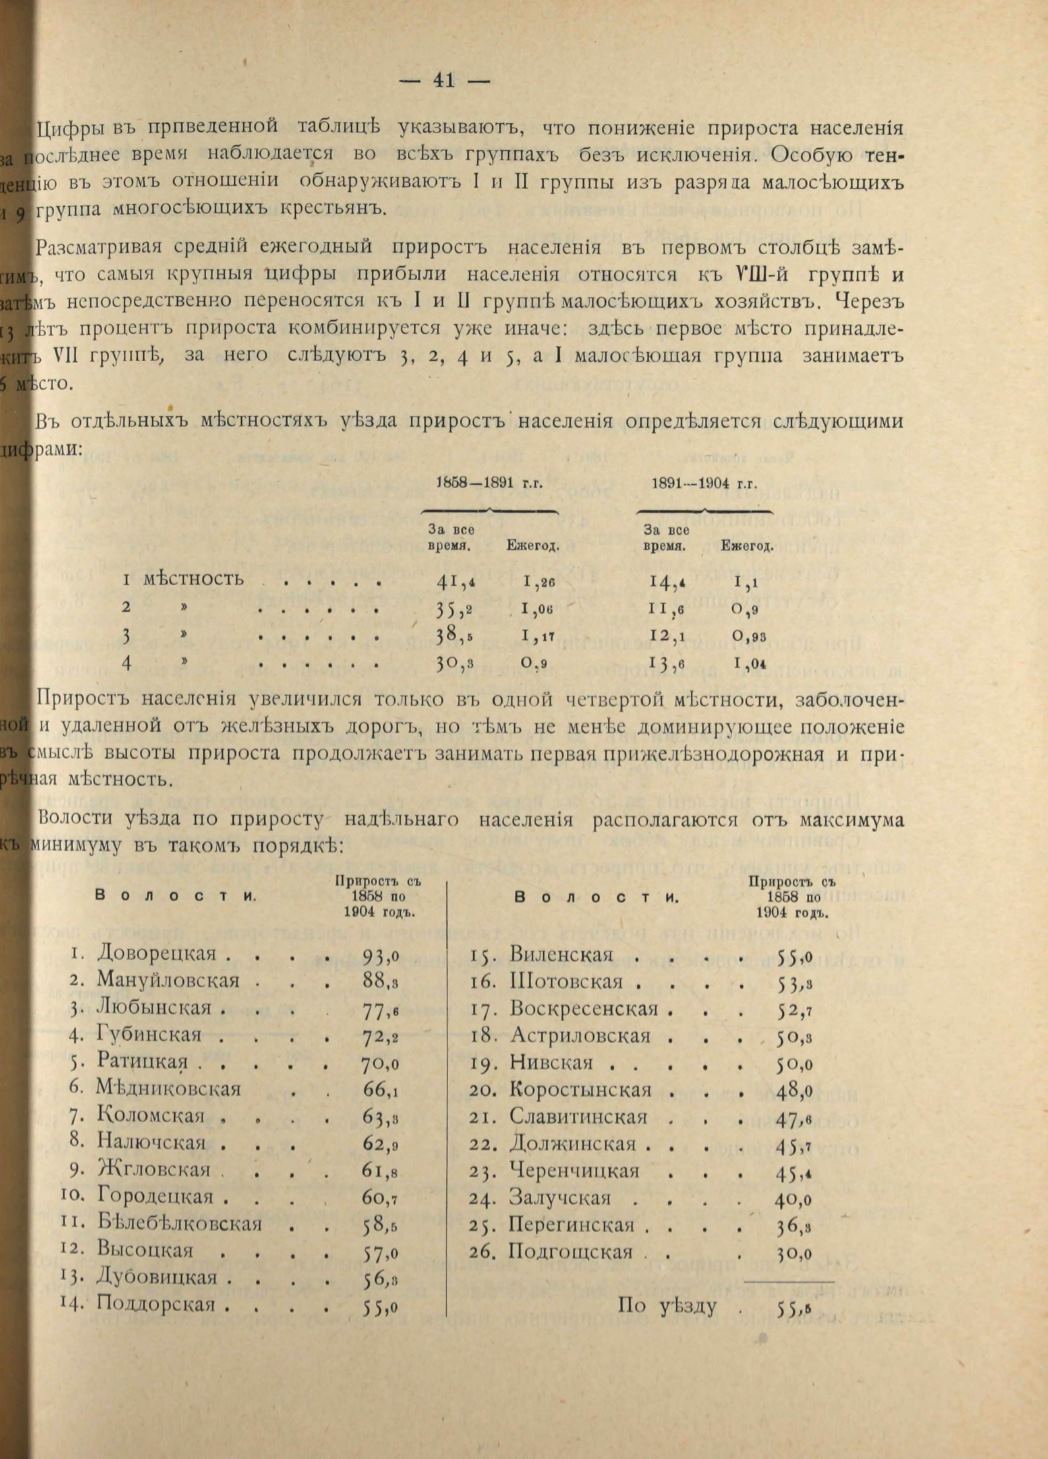 — 41 —
Цифры въ прпведенной таблицѣ указываютъ, что пониженіе прироста населенія
за послѣднее время наблюдается во всѣхъ группахъ безъ исключенія. Особую тен-
денцію въ этомъ отношеніи обнаруживаютъ I и II группы изъ разряда малосѣющихъ
и 9 группа многосѣющихъ крестьянъ.
Разсматривая средній ежегодный приростъ населенія въ первомъ столбцѣ замѣ-
тимъ, что самыя крупныя цифры прибыли населенія относятся къ VIII-й группѣ и
затѣмъ непосредственно переносятся къ I и II группѣ малосѣющихъ хозяйствъ. Черезъ
13 лѣтъ процентъ прироста комбинируется уже иначе: здѣсь первое мѣсто принадле-
житъ VII группѣ, за него слѣдуютъ 3, 2, 4 и 5, а I малосѣющая группа занимаетъ
6 мѣсто.
Въ отдѣльныхъ мѣстностяхъ уѣзда приростъ населенія опредѣляется слѣдующими
цифрами:
1858—1891 г.г. 1891—1904 г.г.
За все время. Ежегод. За все время. Ежегод.
1 мѣстность . . . . . 41,4 1,26 14,4 1,1
2 » . . . . . . 35,2 1,06 11,6 0,9
3 » . . . . . . 38,5 1,17 12,1 0,93
4 » . . . . . . 30,3 0,9 13,6 1,04
Приростъ населенія увеличился только въ одной четвертой мѣстности, заболочен-
ной и удаленной отъ желѣзныхъ дорогъ, но тѣмъ не менѣе доминирующее положеніе
въ смыслѣ высоты прироста продолжаетъ занимать первая прижелѣзнодорожная и при-
рѣчная мѣстность.
Волости уѣзда по приросту надѣльнаго населенія располагаются отъ максимума
къ минимуму въ такомъ порядкѣ:
Волости. Приростъ съ 1858 по 1904 годъ.
1. Доворецкая . . . . 93,0
2. Мануйловская . . . 88,3
3. Любынская . . . 77,6
4. Губинская . . . . 72,2
5. Ратицкая . . . . . 70,0
6. Мѣдниковская . . 66,1
7. Коломская . . . . 63,3
8. Налючская . . . 62,9
9. Жгловская . . . . 61,8
10. Городецкая . . . 60,7
11. Бѣлебѣлковская . . 58,5
12. Высоцкая . . . . 57,0
13. Дубовицкая . . . . 56,3
14. Поддорская . . . . 55,0
Волости. Приростъ съ 1858 по 1904 годъ.
15. Виленская . . . . 55,0
16. Шотовская . . . . 53,3
17. Воскресенская . . . 52,7
18. Астриловская . . . 50,3
19. Нивская . . . . . 50,0
20. Коростынская . . . 48,0
21. Славитинская . . . 47,6
22. Должинская . . . . 45,7
23. Черенчицкая . . . 45,4
24. Залучская . . . . 40,0
25. Перегинская . . . . 36,3
26. Подгощская . . . 30,0
По уѣзду . 55,5